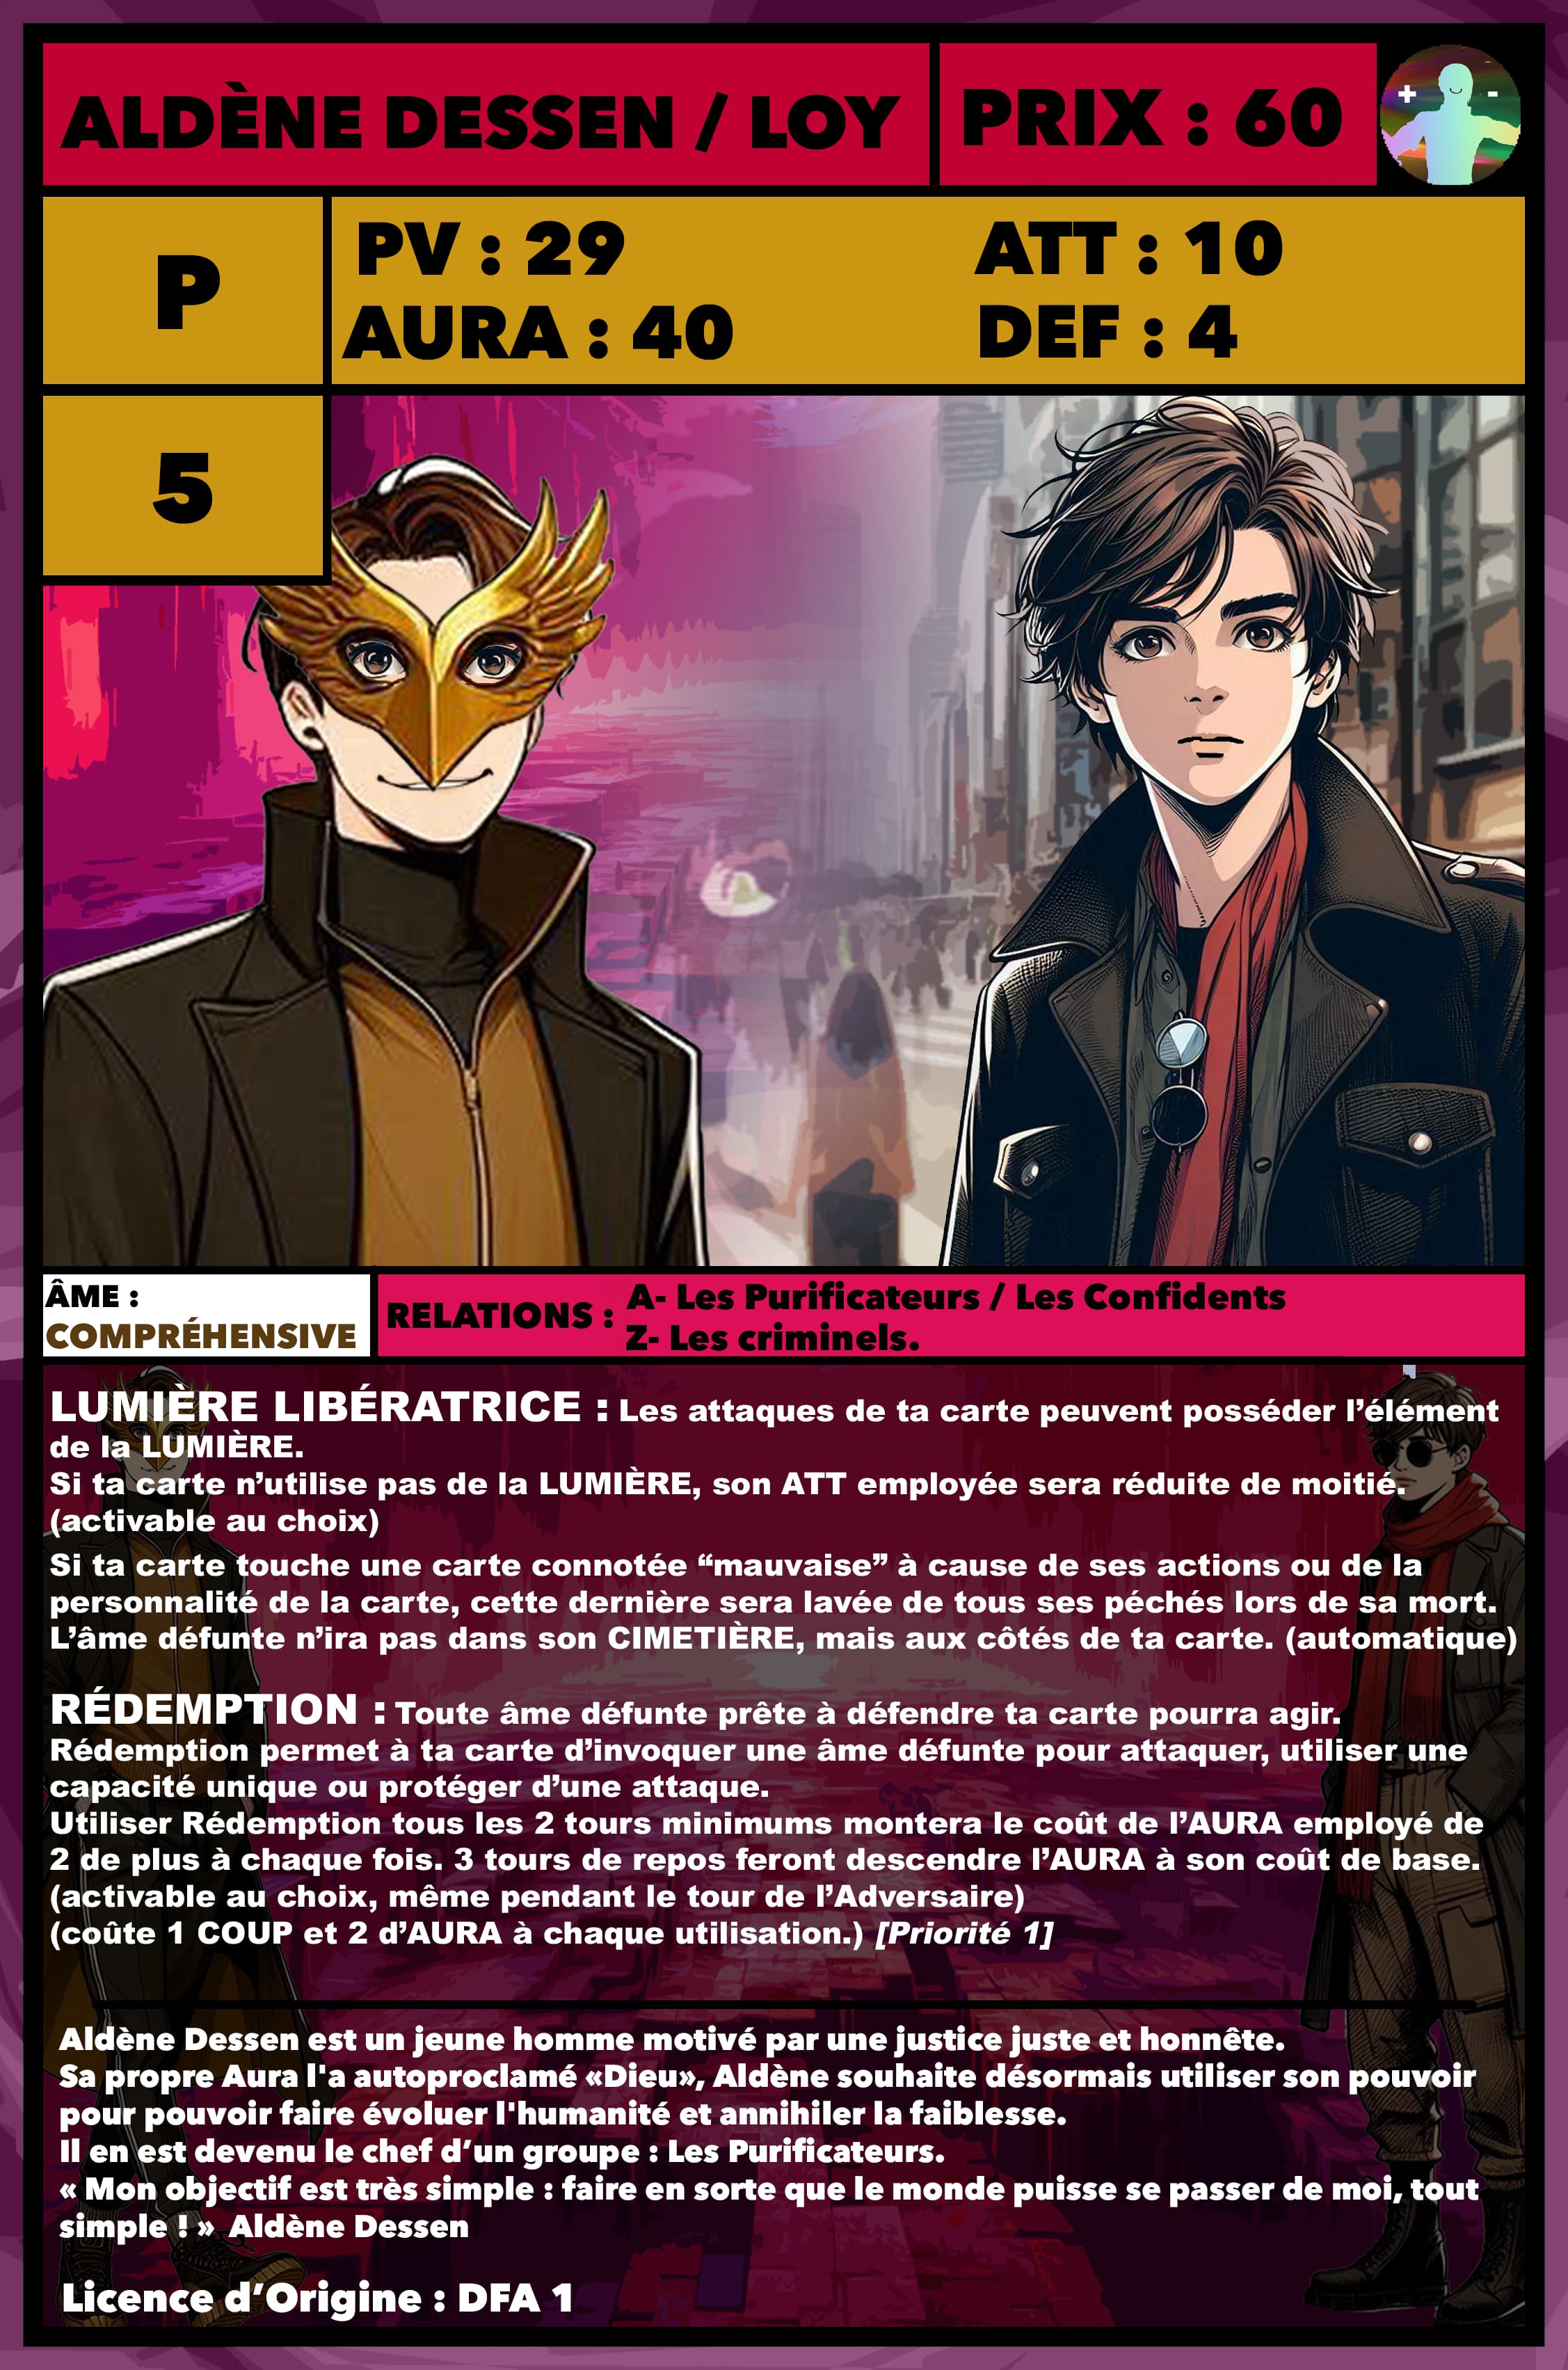 ALDÈNE DESSEN / LOY
PRIX : 60
+ -
P
PV : 29
ATT : 10
AURA : 40
DEF : 4
5
ÂME :
COMPRÉHENSIVE
RELATIONS :
A- Les Purificateurs / Les Confidents
Z- Les criminels.
LUMIÈRE LIBÉRATRICE : Les attaques de ta carte peuvent posséder l’élément
de la LUMIÈRE.
Si ta carte n’utilise pas de la LUMIÈRE, son ATT employée sera réduite de moitié.
(activable au choix)
Si ta carte touche une carte connotée “mauvaise” à cause de ses actions ou de la
personnalité de la carte, cette dernière sera lavée de tous ses péchés lors de sa mort.
L’âme défunte n’ira pas dans son CIMETIÈRE, mais aux côtés de ta carte. (automatique)
RÉDEMPTION : Toute âme défunte prête à défendre ta carte pourra agir.
Rédemption permet à ta carte d’invoquer une âme défunte pour attaquer, utiliser une
capacité unique ou protéger d’une attaque.
Utiliser Rédemption tous les 2 tours minimums montera le coût de l’AURA employé de
2 de plus à chaque fois. 3 tours de repos feront descendre l’AURA à son coût de base.
(activable au choix, même pendant le tour de l’Adversaire)
(coûte 1 COUP et 2 d’AURA à chaque utilisation.) [Priorité 1]
Aldène Dessen est un jeune homme motivé par une justice juste et honnête.
Sa propre Aura l'a autoproclamé «Dieu», Aldène souhaite désormais utiliser son pouvoir
pour pouvoir faire évoluer l'humanité et annihiler la faiblesse.
Il en est devenu le chef d’un groupe : Les Purificateurs.
« Mon objectif est très simple : faire en sorte que le monde puisse se passer de moi, tout
simple ! » Aldène Dessen
Licence d’Origine : DFA 1